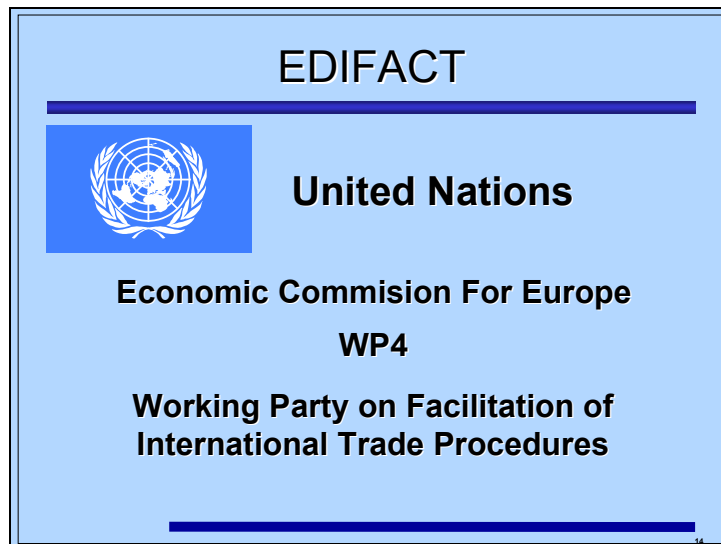 EDIFACT
United Nations
Economic Commision For Europe
WP4
Working Party on Facilitation of
International Trade Procedures
14